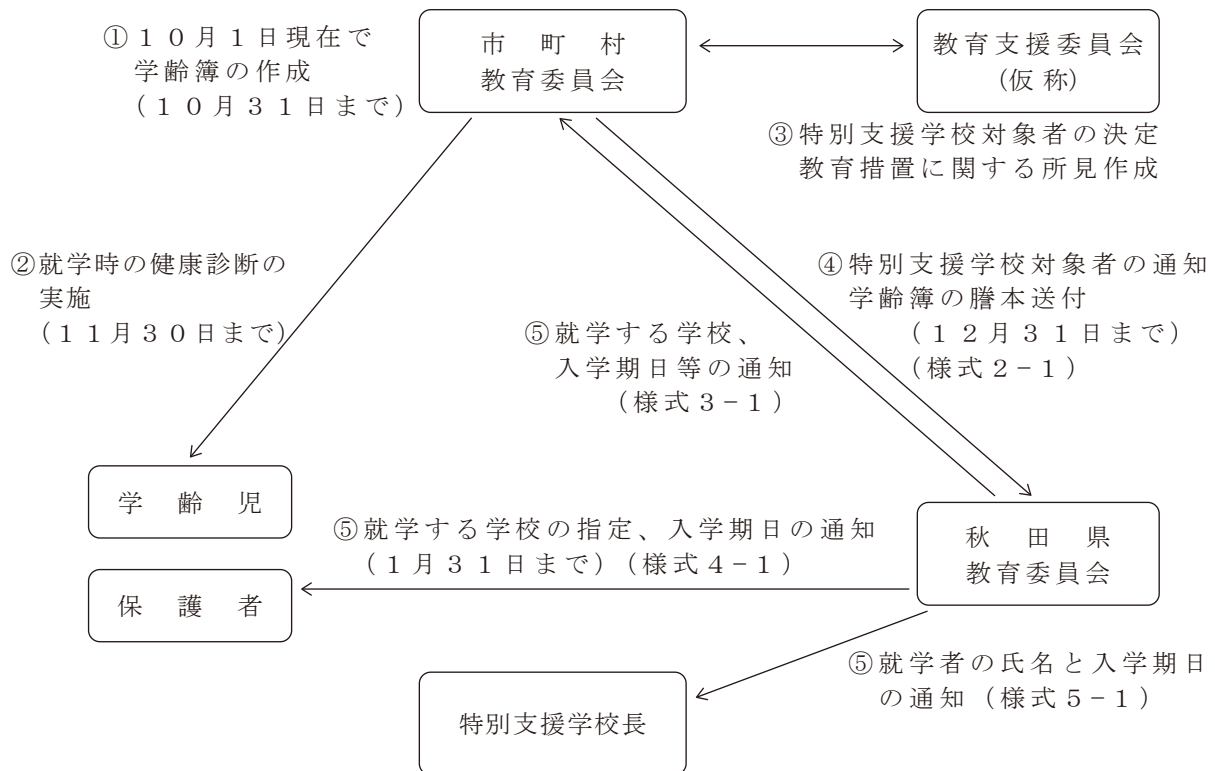 ①１０月１日現在で
学齢簿の作成
（１０月３１日まで）
市町村
教育委員会
教育支援委員会
(仮称)
③特別支援学校対象者の決定
教育措置に関する所見作成
②就学時の健康診断の
実施
（１１月３０日まで）
④特別支援学校対象者の通知
学齢簿の謄本送付
（１２月３１日まで）
（様式２−１）
⑤就学する学校、
入学期日等の通知
（様式３−１）
学齢児
⑤就学する学校の指定、入学期日の通知
（１月３１日まで）（様式４−１）
秋田県
教育委員会
保護者
⑤就学者の氏名と入学期日
の通知（様式５−１）
特別支援学校長